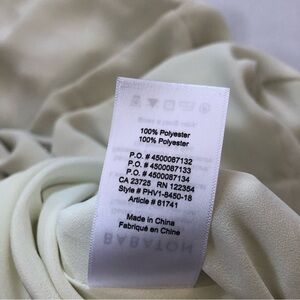 100% Polyester
100% Polyester
P.O. # 4500087132
P.O. # 4500087133
P.O. # 4500087134
CA 23725 RN 122354
Style # PHV1-8450-18
Article # 61741
Made in China
Fabriqué en Chine
BABATON